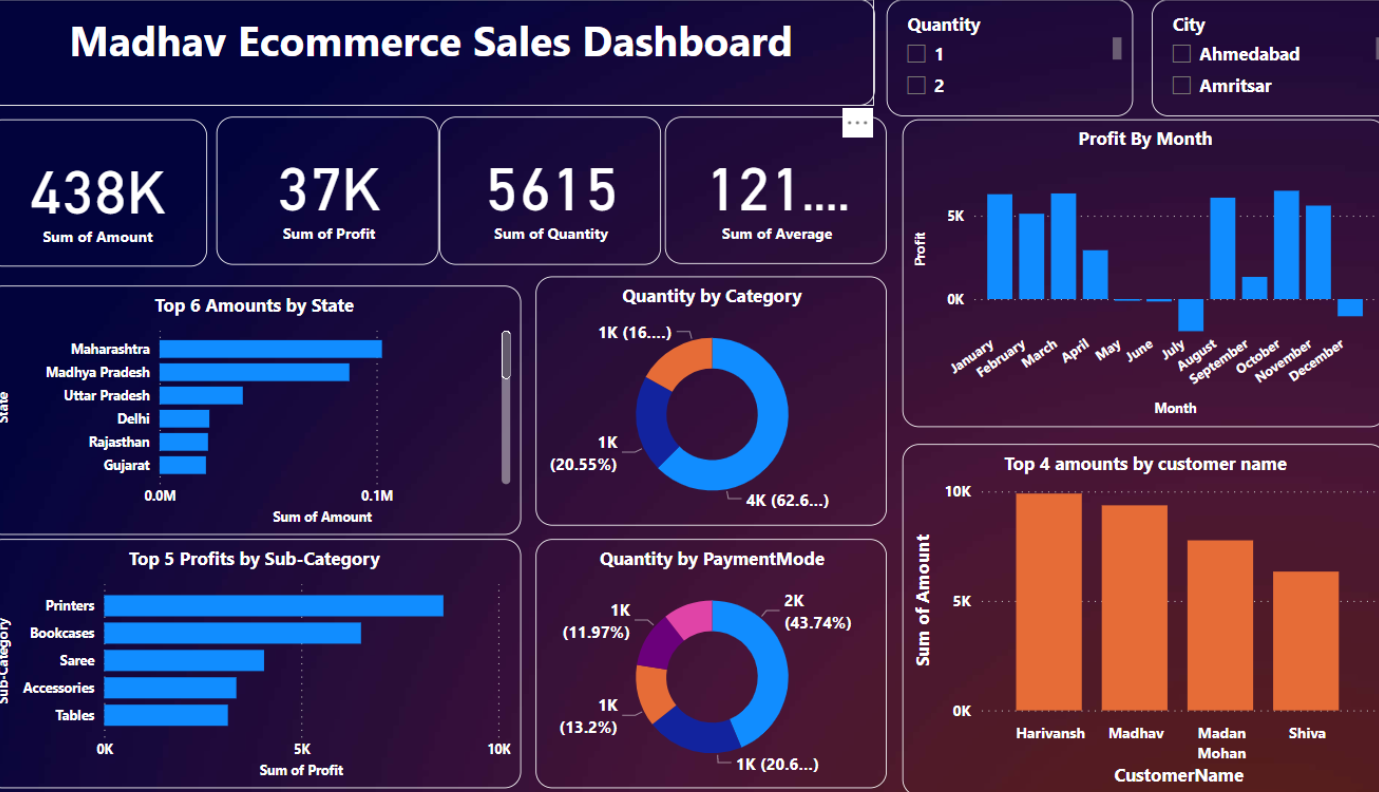 Madhav Ecommerce Sales Dashboard
Quantity
1
2
City
Ahmedabad
Amritsar
438K
Sum of Amount
37K
Sum of Profit
5615
Sum of Quantity
121....
Sum of Average
Profit By Month
Profit
5K
0K
January
February
March
April
May
June
July
August
September
October
November
December
Month
Top 6 Amounts by State
State
Maharashtra
Madhya Pradesh
Uttar Pradesh
Delhi
Rajasthan
Gujarat
0.0M
0.1M
Sum of Amount
Quantity by Category
1K (16....)
1K
(20.55%)
4K (62.6...)
Top 5 Profits by Sub-Category
Sub-Category
Printers
Bookcases
Saree
Accessories
Tables
0K
5K
10K
Sum of Profit
Quantity by PaymentMode
2K
(43.74%)
1K
(11.97%)
1K
(13.2%)
1K (20.6...)
Top 4 amounts by customer name
Sum of Amount
10K
5K
0K
Harivansh
Madhav
Madan
Mohan
Shiva
CustomerName